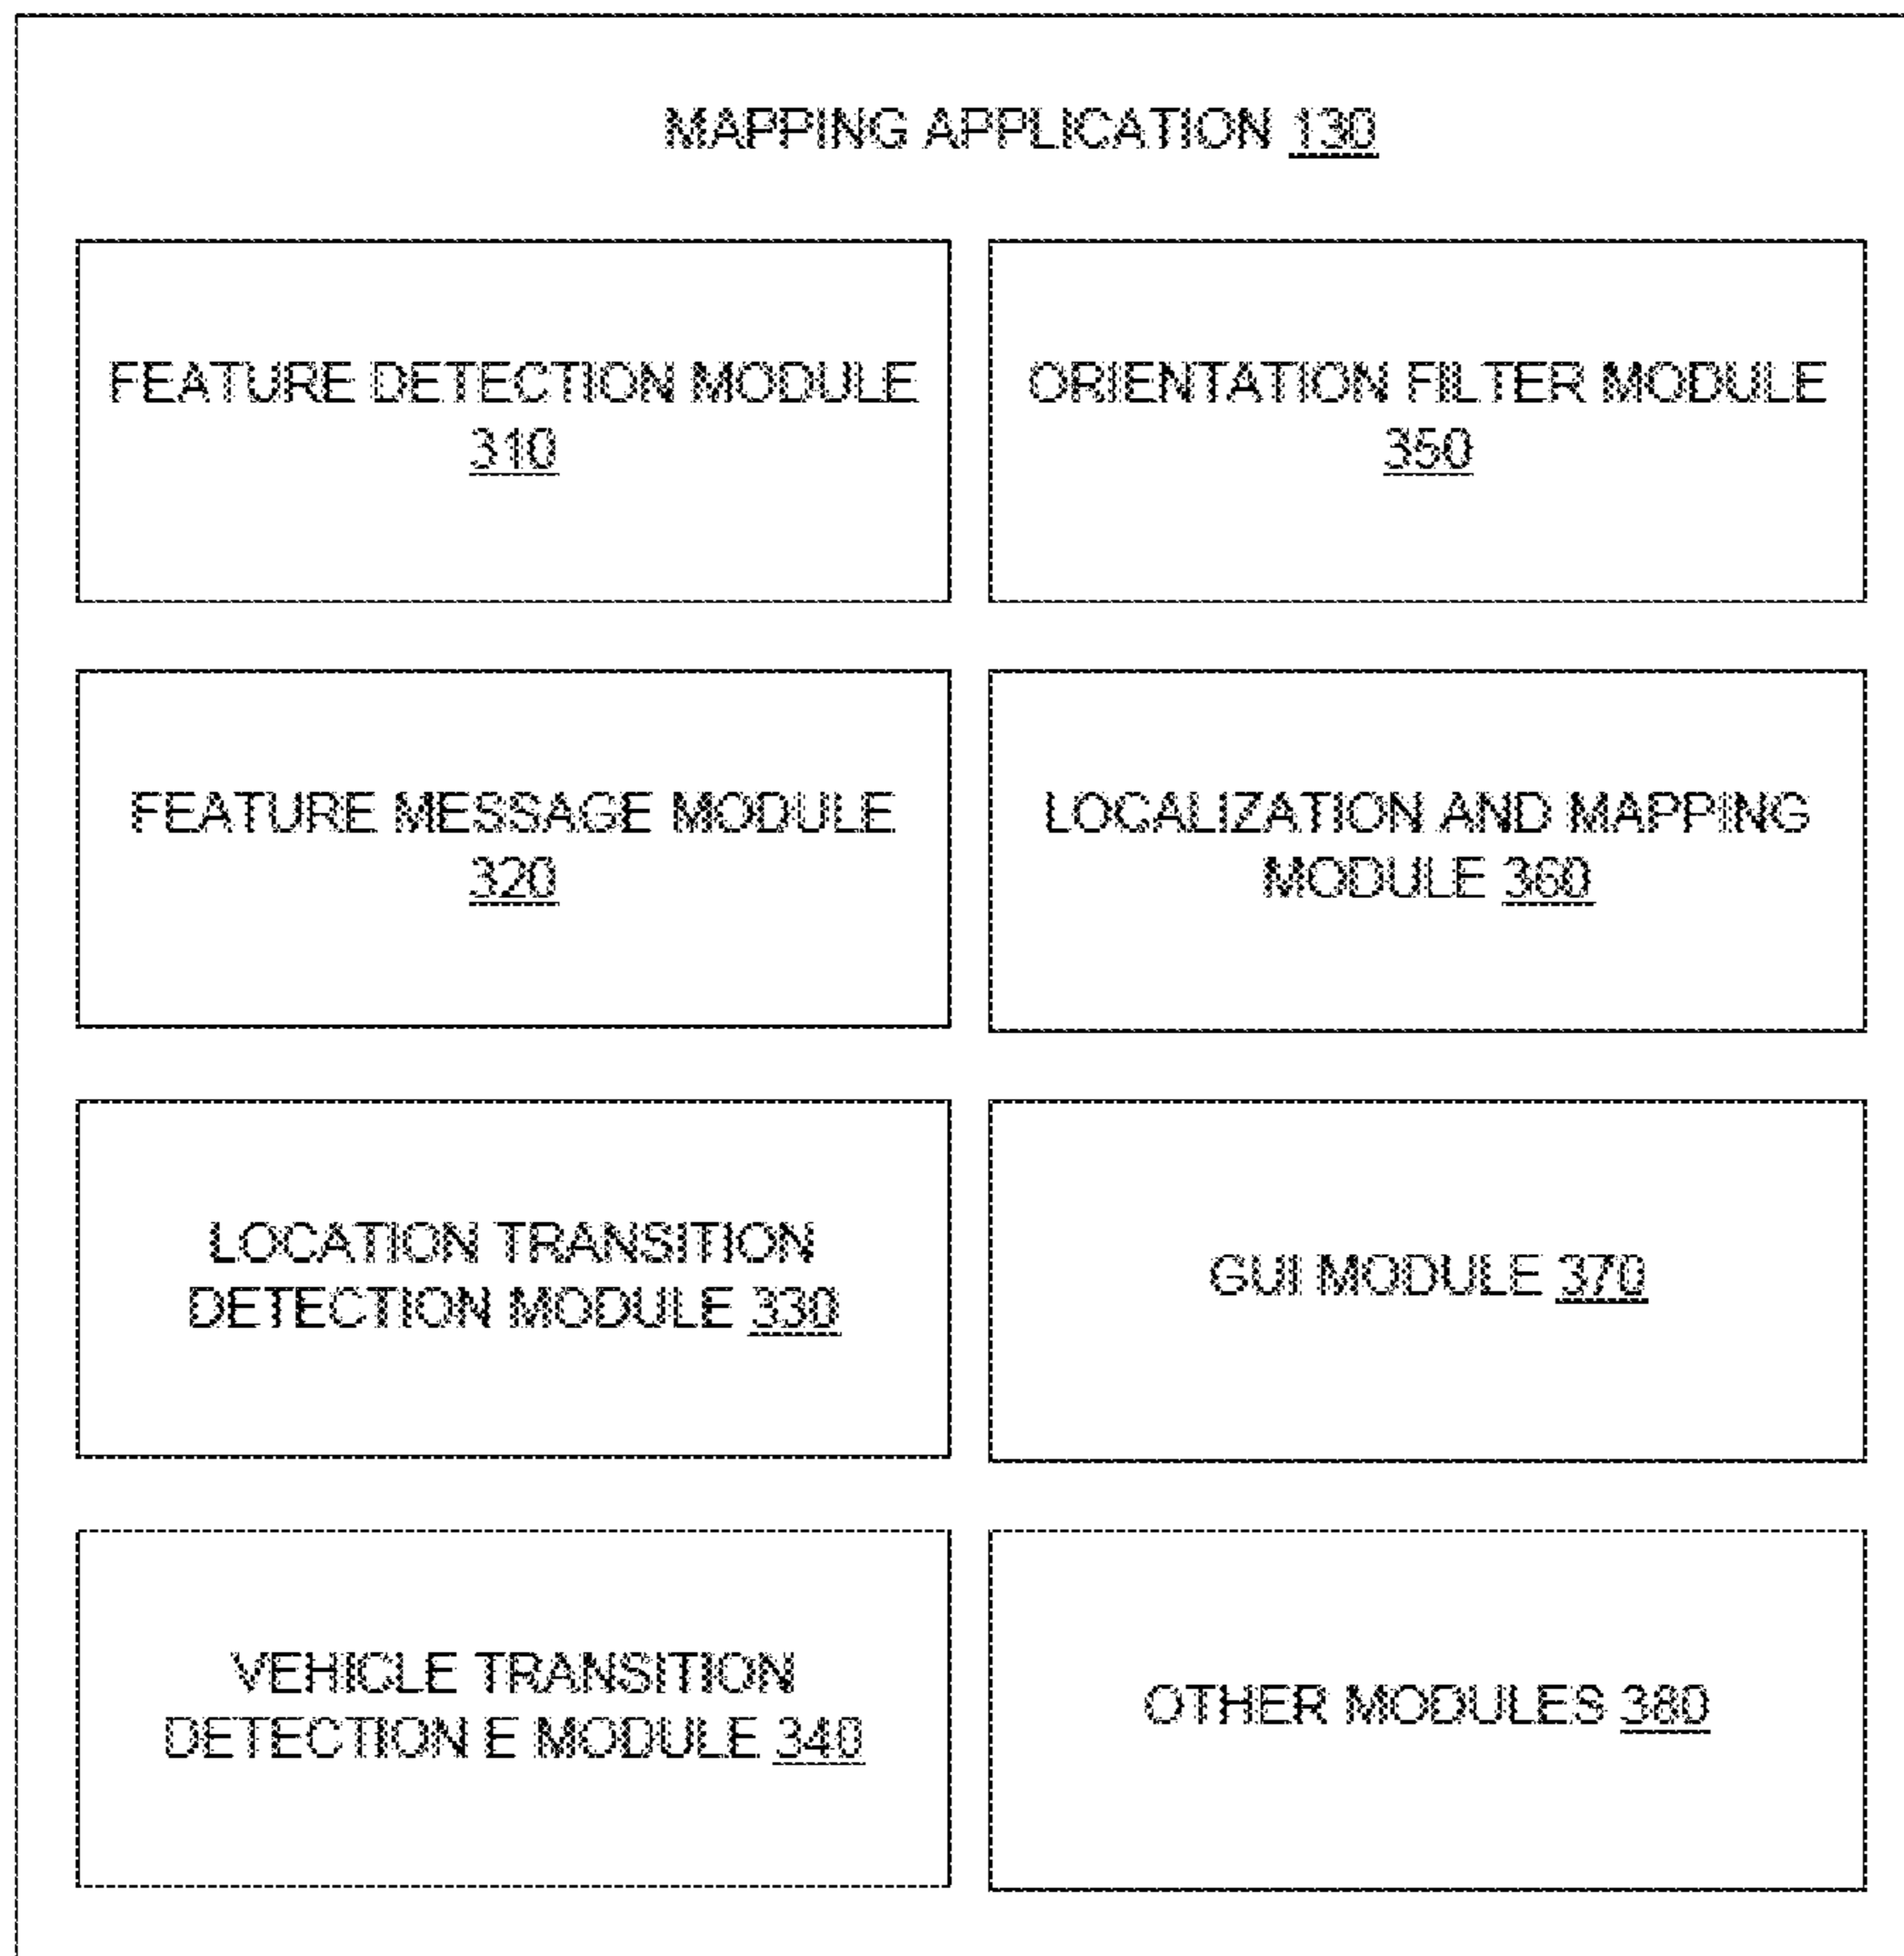 MAPPING APPLICATION 130
FEATURE DETECTION MODULE
310
ORIENTATION FILTER MODULE
350
FEATURE MESSAGE MODULE
320
LOCALIZATION AND MAPPING
MODULE 360
LOCATION TRANSITION
DETECTION MODULE 330
GUI MODULE 370
VEHICLE TRANSITION
DETECTION E MODULE 340
OTHER MODULES 380